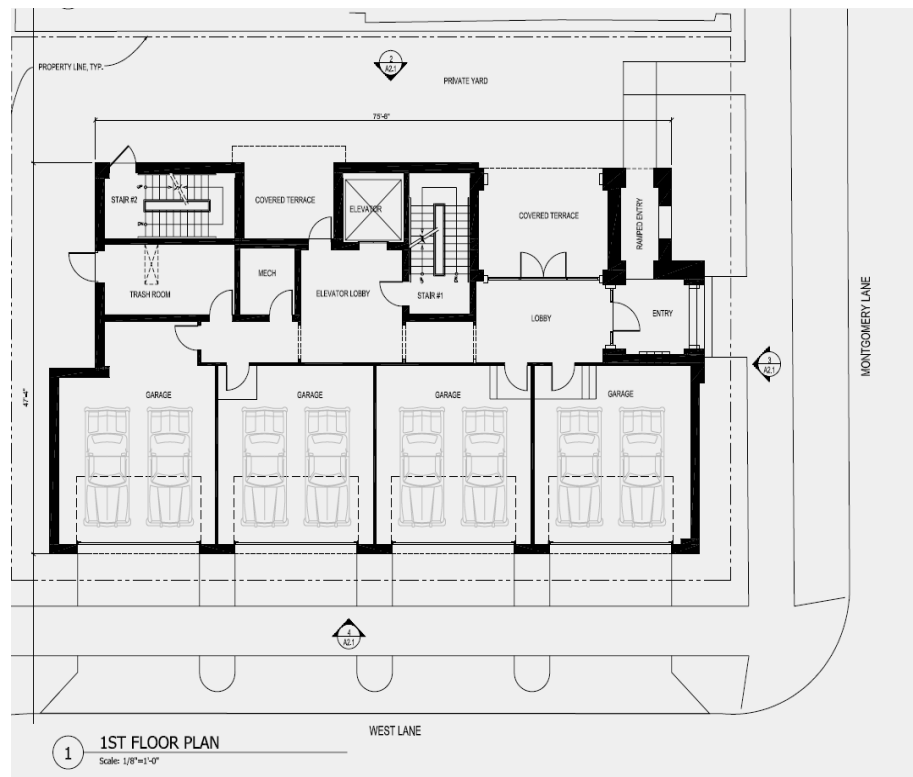 PROPERTY LINE, TYP.
2
A2.1
PRIVATE YARD
75'-6"
STAIR #2
COVERED TERRACE
ELEVATOR
COVERED TERRACE
RAMPED ENTRY
MECH
TRASH ROOM
ELEVATOR LOBBY
STAIR #1
LOBBY
ENTRY
MONTGOMERY LANE
3
A2.1
47'-4"
GARAGE
GARAGE
GARAGE
GARAGE
4
A2.1
WEST LANE
1
1ST FLOOR PLAN
Scale: 1/8"=1'-0"